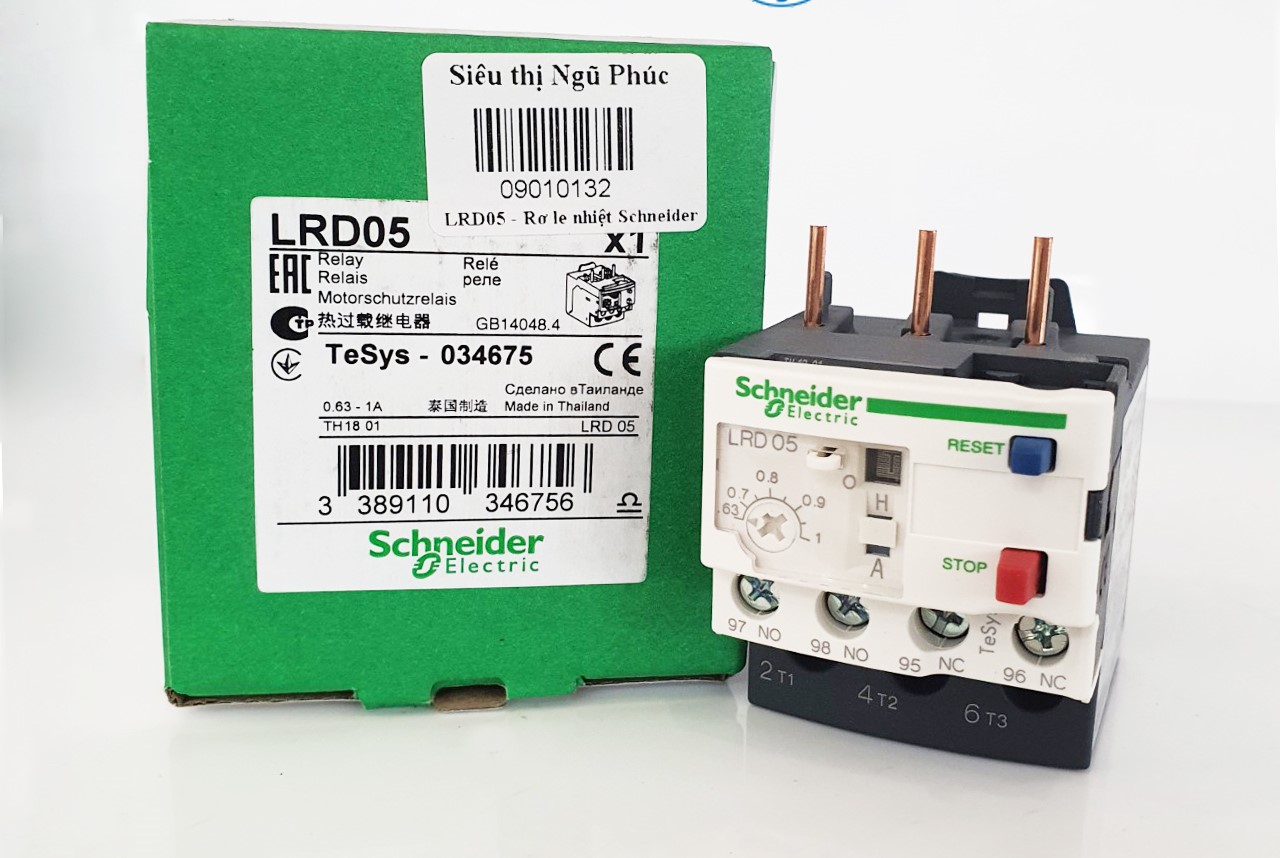 Siêu thị Ngũ Phúc
09010132
LRD05 - Rơ le nhiệt Schneider
LRD05
x1
EAC
Relay
Relé
Relais
реле
Motorschutzrelais
热过载继电器
GB14048.4
TeSys - 034675
CE
Сделано вТаиланде
0.63 - 1A
泰国制造
Made in Thailand
TH18 01
LRD 05
3 389110 346756
Schneider
Electric
Schneider
Electric
LRD 05
RESET
0.8
0.7
0.9
.63
1
O
H
A
STOP
TeSys
97 NO
98 NO
95 NC
96 NC
2 T1
4 T2
6 T3